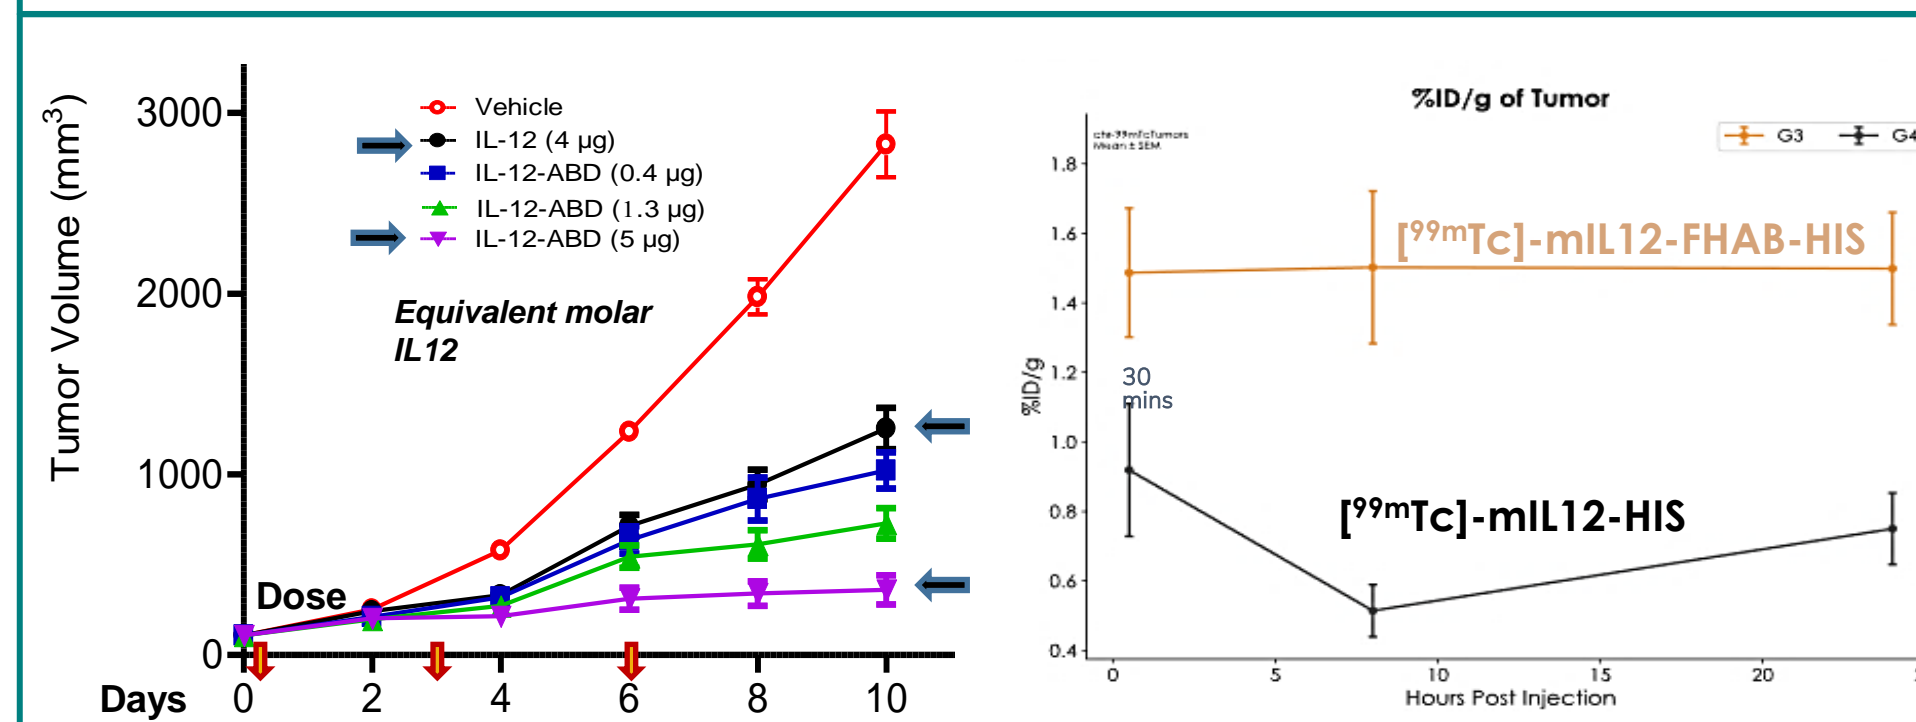 3000
2000
1000
0
Tumor Volume (mm³)
Vehicle
IL-12 (4 µg)
IL-12-ABD (0.4 µg)
IL-12-ABD (1.3 µg)
IL-12-ABD (5 µg)
Equivalent molar
IL12
Dose
Days 0 2 4 6 8 10
%ID/g of Tumor
Mean ± SEM
G3 G4
1.8
1.6
1.4
1.2
1.0
0.8
0.6
0.4
%ID/g
[⁹⁹ᵐTc]-mIL12-FHAB-HIS
30
mins
[⁹⁹ᵐTc]-mIL12-HIS
0 5 10 15 20
Hours Post Injection